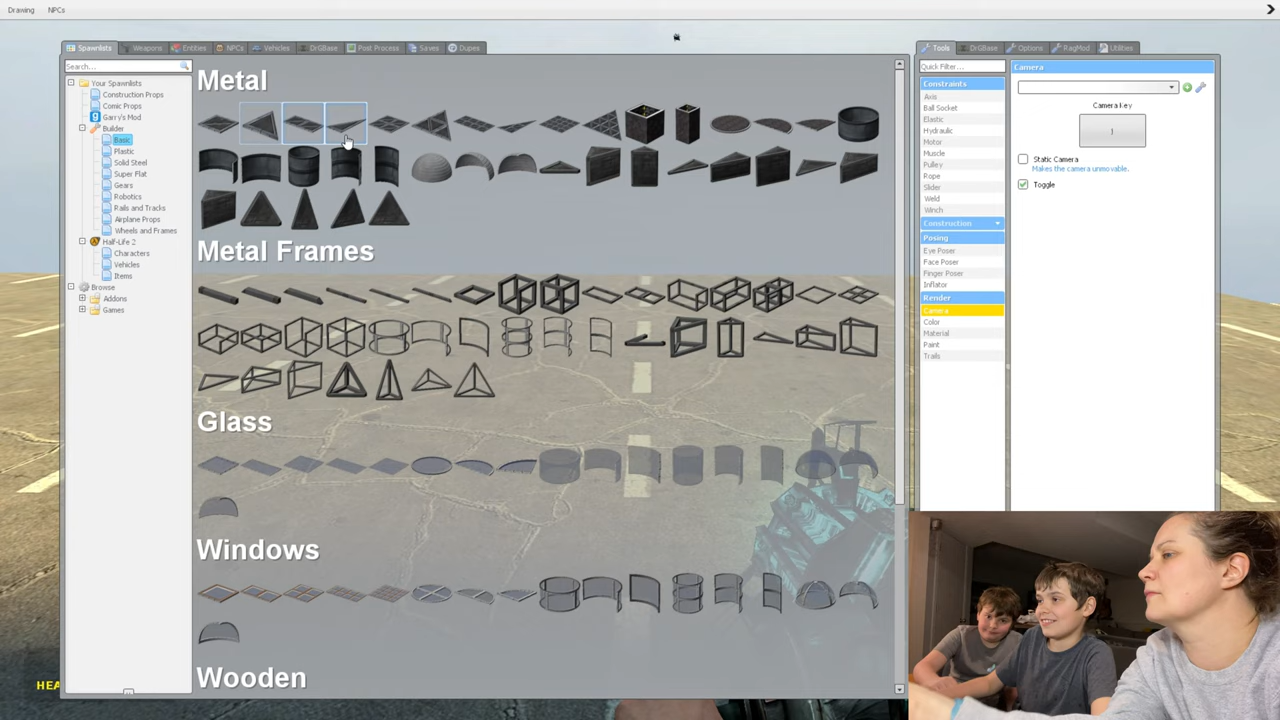 Drawing NPCs
Spawnlists Weapons Entities NPCs Vehicles DrGBase Post Process Saves Dupes
Search...
Your Spawnlists
Construction Props
Comic Props
Garry's Mod
Builder
Basic
Plastic
Solid Steel
Super Flat
Gears
Robotics
Rails and Tracks
Airplane Props
Wheels and Frames
Half-Life 2
Characters
Vehicles
Items
Browse
Addons
Games
Metal
Metal Frames
Glass
Windows
Wooden
Tools DrGBase Options RagMod Utilities
Quick Filter...
Constraints
Axis
Ball Socket
Elastic
Hydraulic
Motor
Muscle
Pulley
Rope
Slider
Weld
Winch
Construction
Posing
Eye Poser
Face Poser
Finger Poser
Inflator
Render
Camera
Color
Material
Paint
Trails
Camera
Camera Key
]
Static Camera
Makes the camera unmovable.
Toggle
HEA